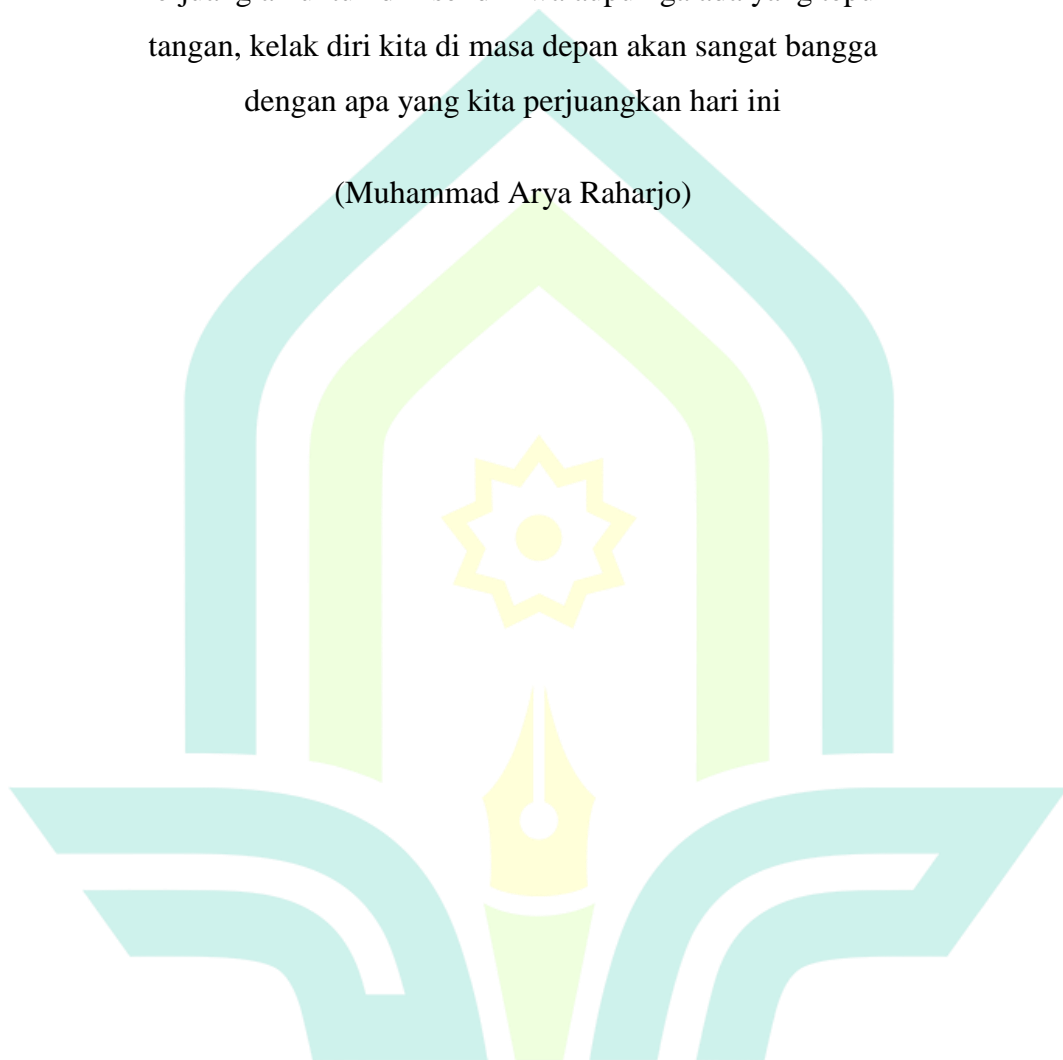 tangan, kelak diri kita di masa depan akan sangat bangga
dengan apa yang kita perjuangkan hari ini
(Muhammad Arya Raharjo)